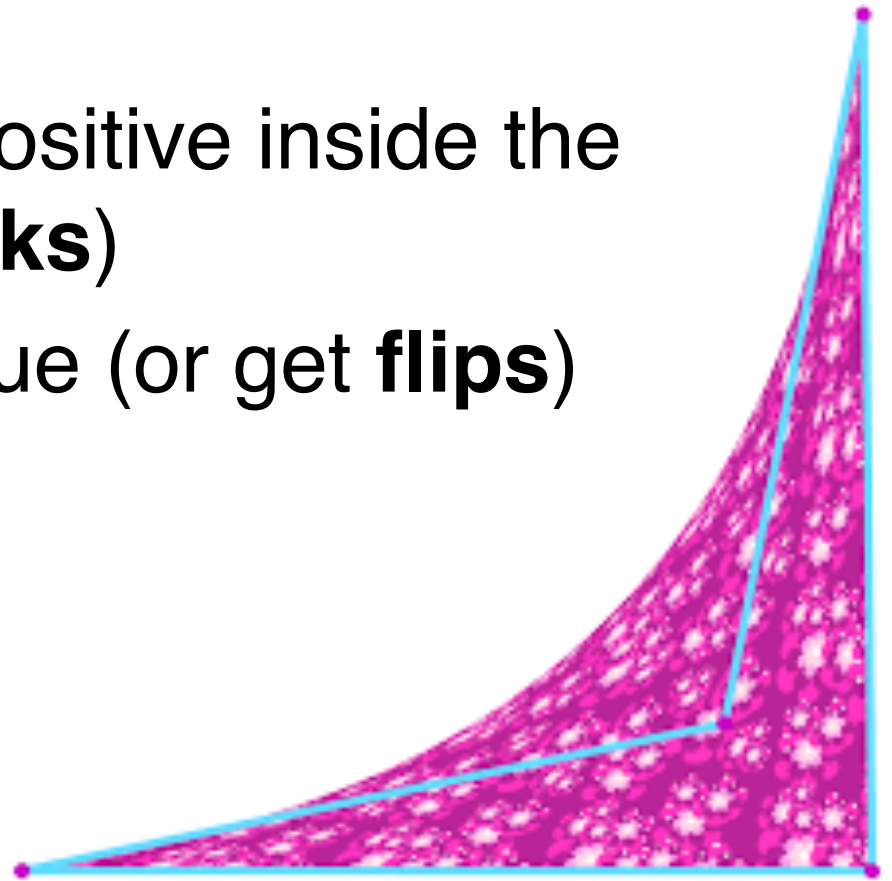 ositive inside the
ks)
ue (or get flips)